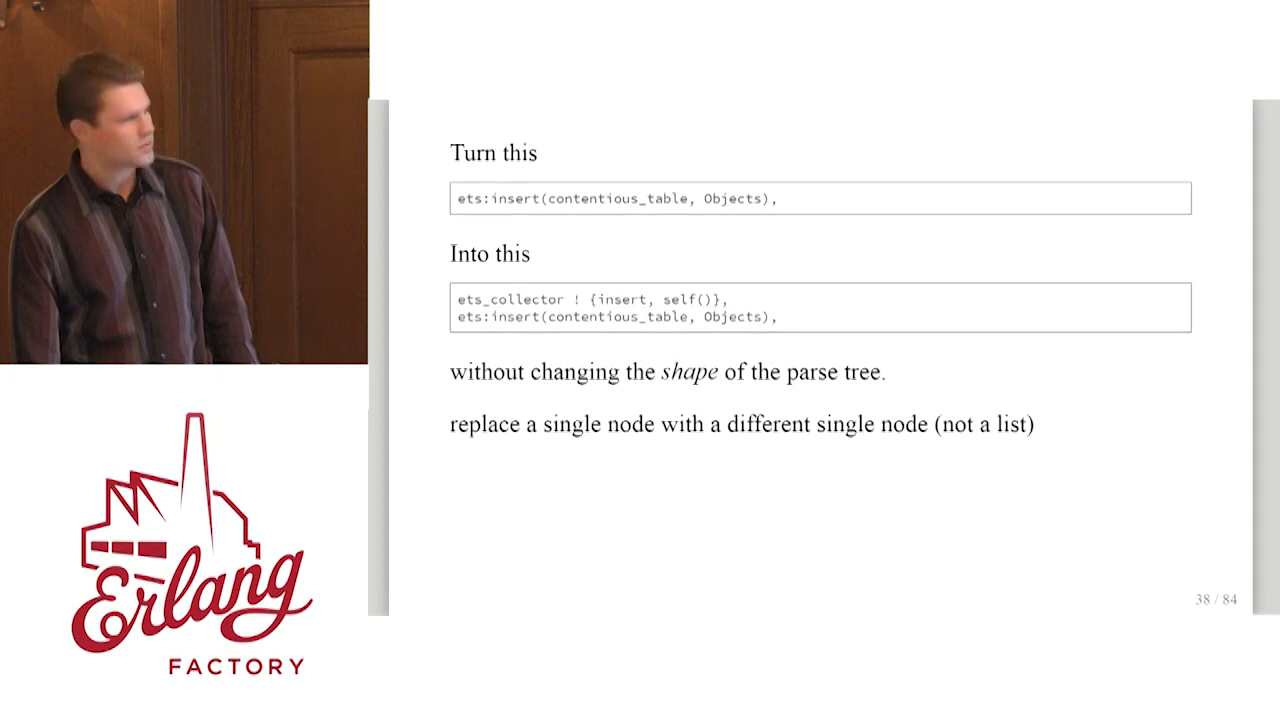 Turn this
ets:insert(contentious_table, Objects),
Into this
ets_collector ! {insert, self()},
ets:insert(contentious_table, Objects),
without changing the shape of the parse tree.
replace a single node with a different single node (not a list)
38 / 84
Erlang
FACTORY